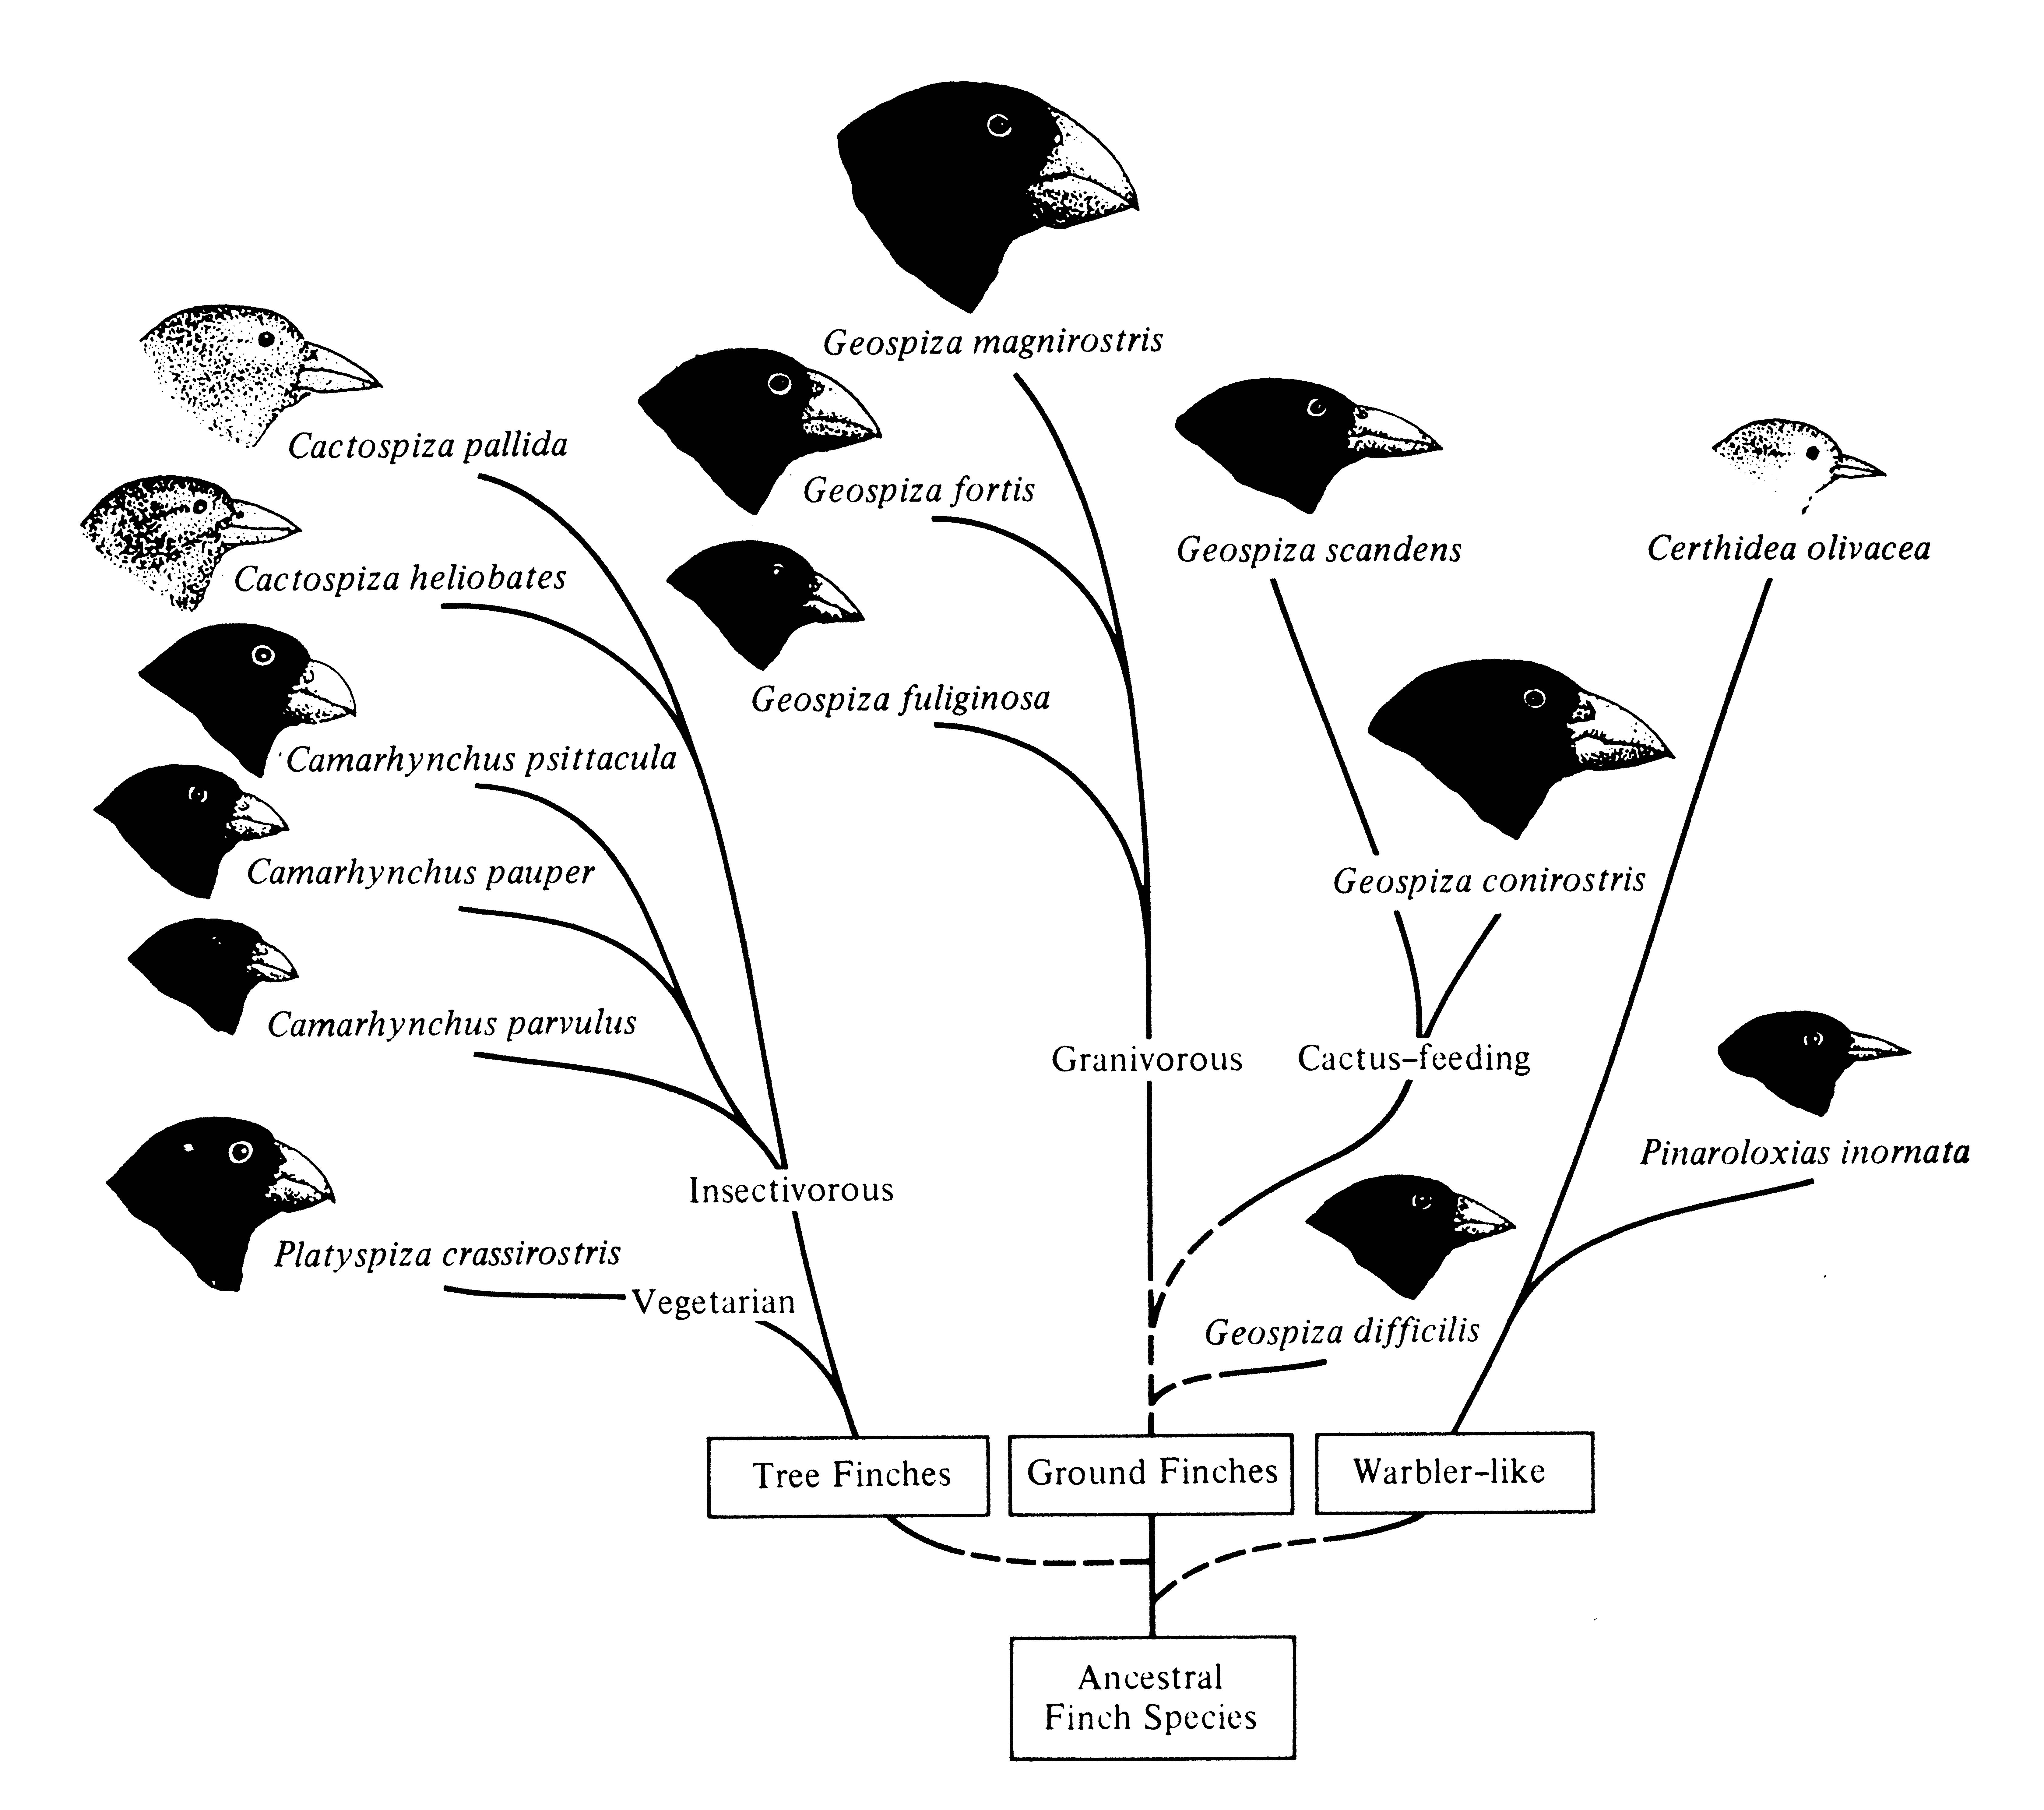 Geospiza magnirostris
Cactospiza pallida
Geospiza fortis
Geospiza scandens
Certhidea olivacea
Cactospiza heliobates
Geospiza fuliginosa
Camarhynchus psittacula
Camarhynchus pauper
Geospiza conirostris
Camarhynchus parvulus
Granivorous
Cactus-feeding
Pinaroloxias inornata
Insectivorous
Platyspiza crassirostris
Vegetarian
Geospiza difficilis
Tree Finches
Ground Finches
Warbler-like
Ancestral
Finch Species